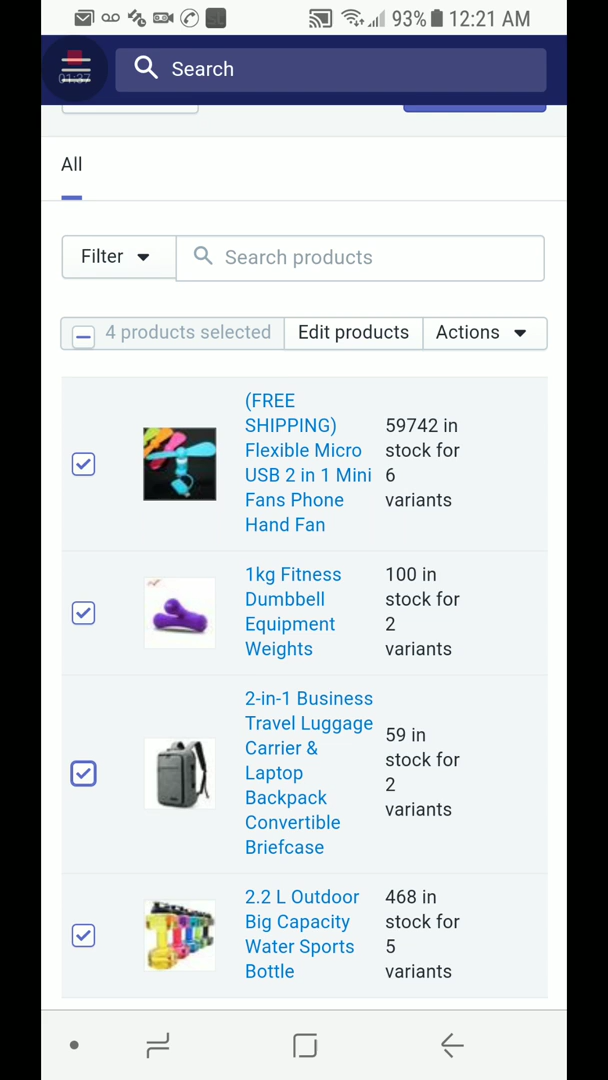 93% 12:21 AM
01:37
Search
All
Filter
Search products
4 products selected
Edit products
Actions
(FREE
SHIPPING)
Flexible Micro
USB 2 in 1 Mini
Fans Phone
Hand Fan
59742 in
stock for
6
variants
1kg Fitness
Dumbbell
Equipment
Weights
100 in
stock for
2
variants
2-in-1 Business
Travel Luggage
Carrier &
Laptop
Backpack
Convertible
Briefcase
59 in
stock for
2
variants
2.2 L Outdoor
Big Capacity
Water Sports
Bottle
468 in
stock for
5
variants